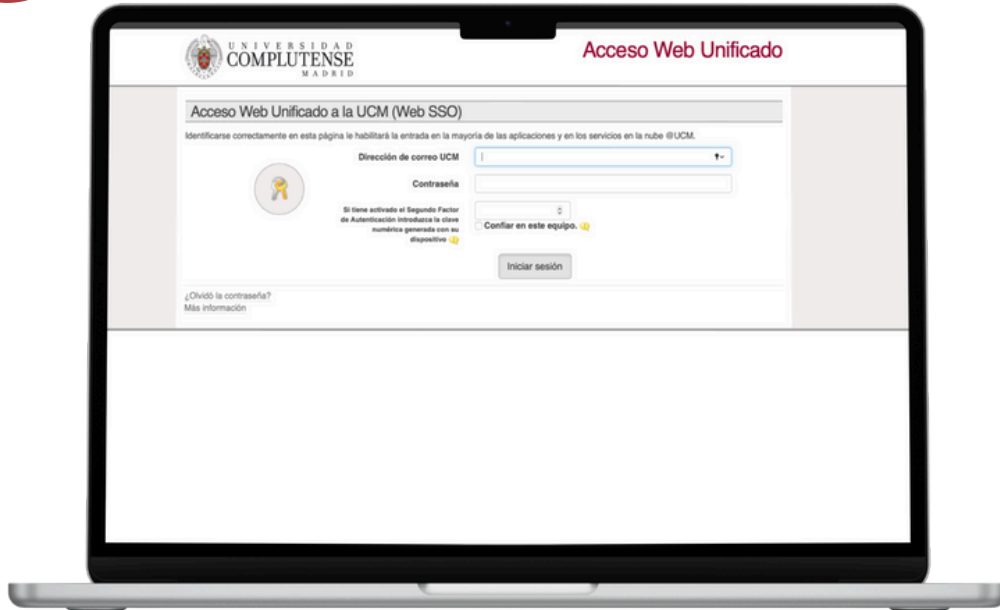 UNIVERSIDAD
COMPLUTENSE
MADRID
Acceso Web Unificado
Acceso Web Unificado a la UCM (Web SSO)
Identificarse correctamente en esta página le habilitará la entrada en la mayoría de las aplicaciones y en los servicios en la nube @UCM.
Dirección de correo UCM
Contraseña
Si tiene activado el Segundo Factor
de Autenticación introduzca la clave
numérica generada con su
dispositivo
Confiar en este equipo.
Iniciar sesión
¿Olvidó la contraseña?
Más información